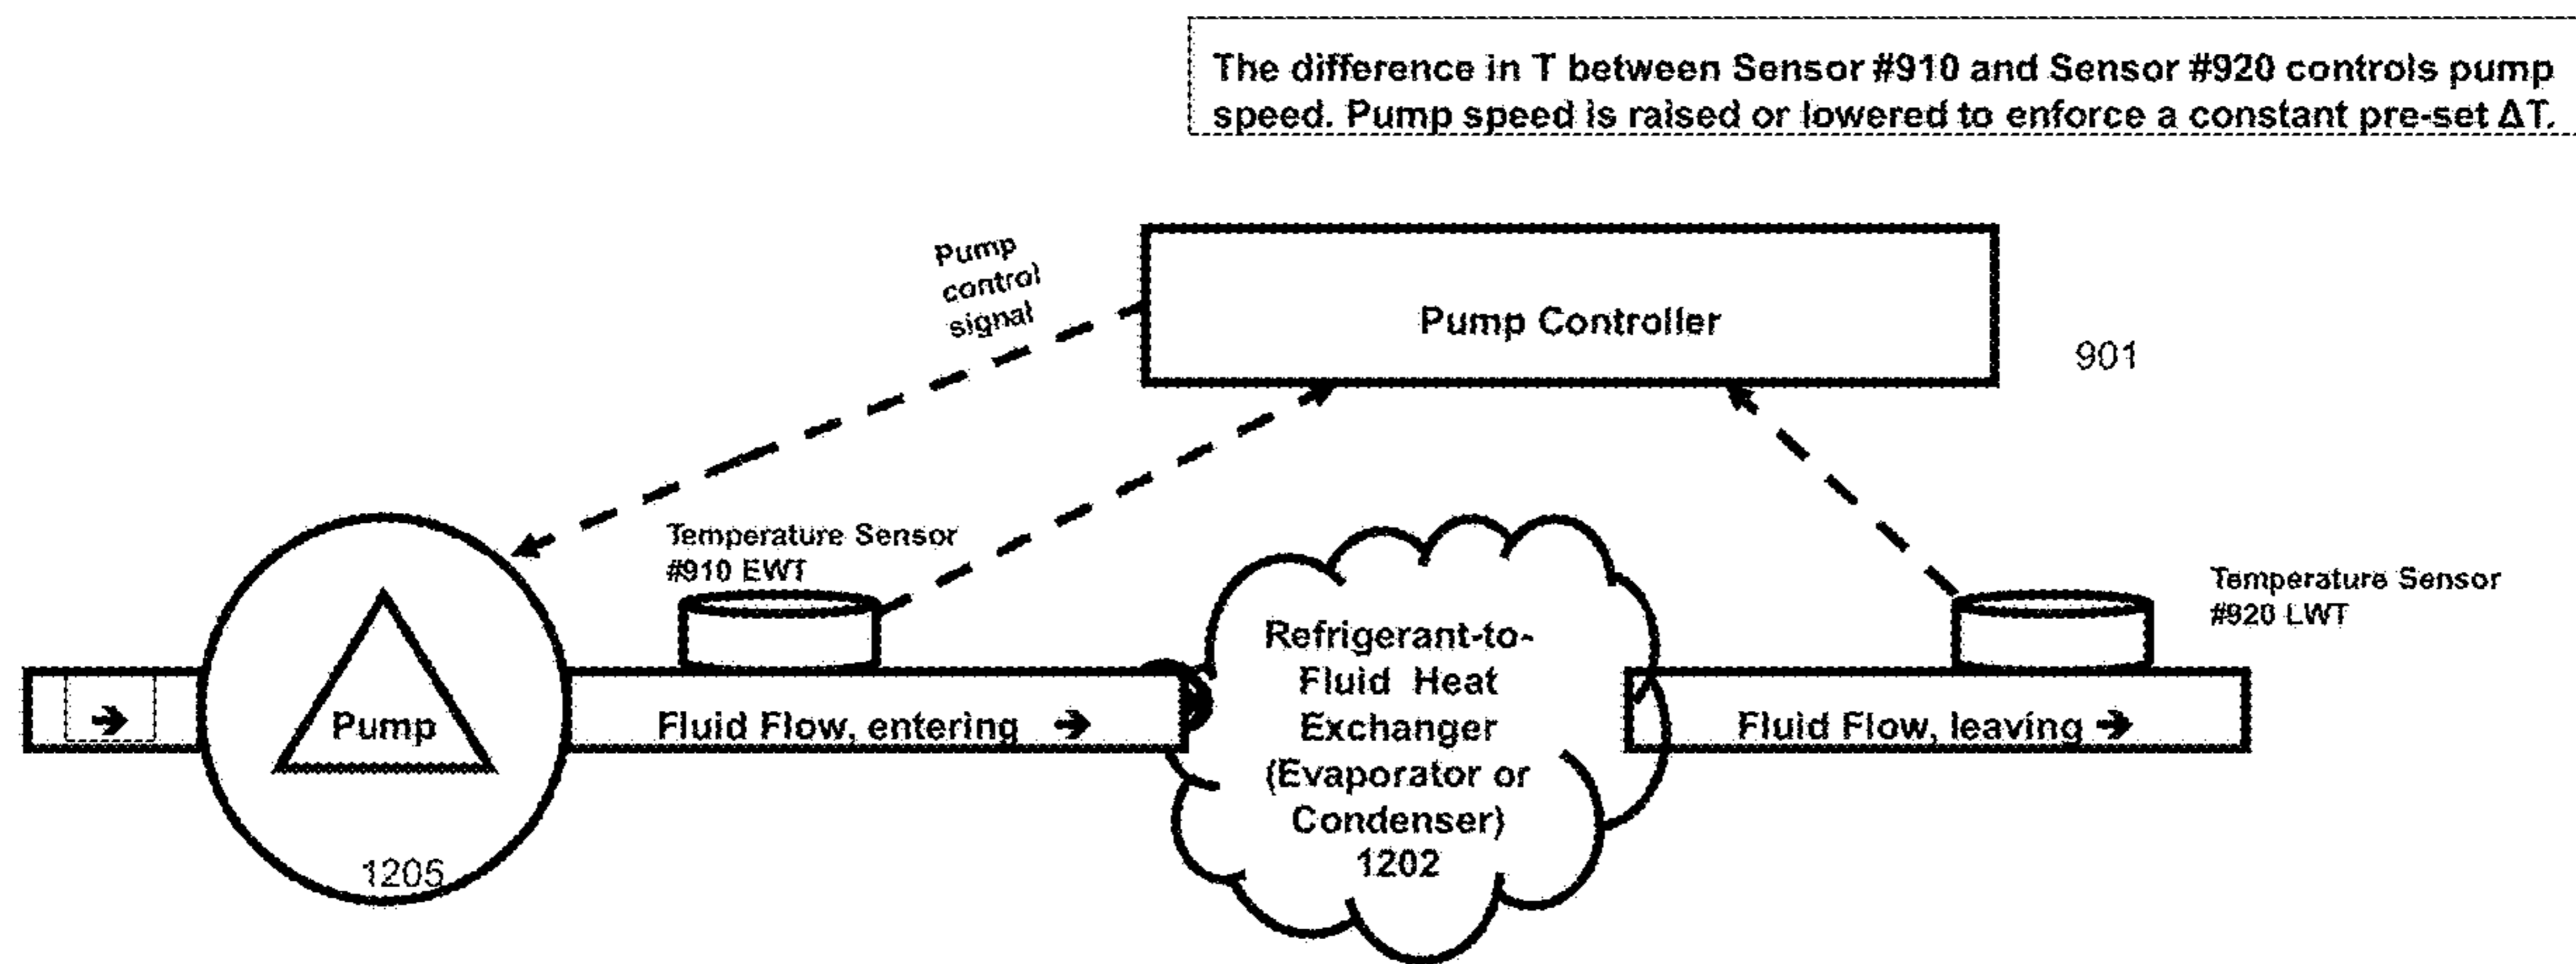 The difference in T between Sensor #910 and Sensor #920 controls pump
speed. Pump speed is raised or lowered to enforce a constant pre-set ΔT.
Pump
control
signal
Pump Controller
901
Temperature Sensor
#910 EWT
Temperature Sensor
#920 LWT
➔
Pump
1205
Fluid Flow, entering ➔
Refrigerant-to-
Fluid Heat
Exchanger
(Evaporator or
Condenser)
1202
Fluid Flow, leaving ➔